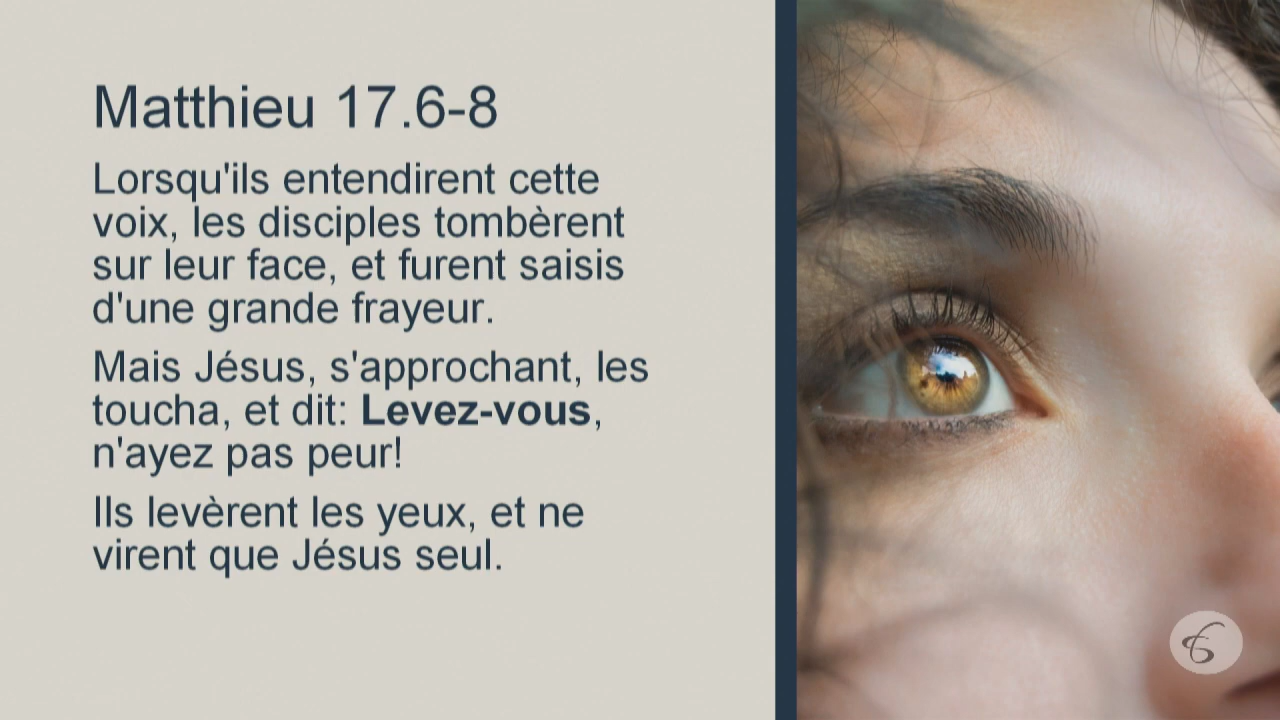 Matthieu 17.6-8
Lorsqu'ils entendirent cette
voix, les disciples tombèrent
sur leur face, et furent saisis
d'une grande frayeur.
Mais Jésus, s'approchant, les
toucha, et dit: Levez-vous,
n'ayez pas peur!
Ils levèrent les yeux, et ne
virent que Jésus seul.